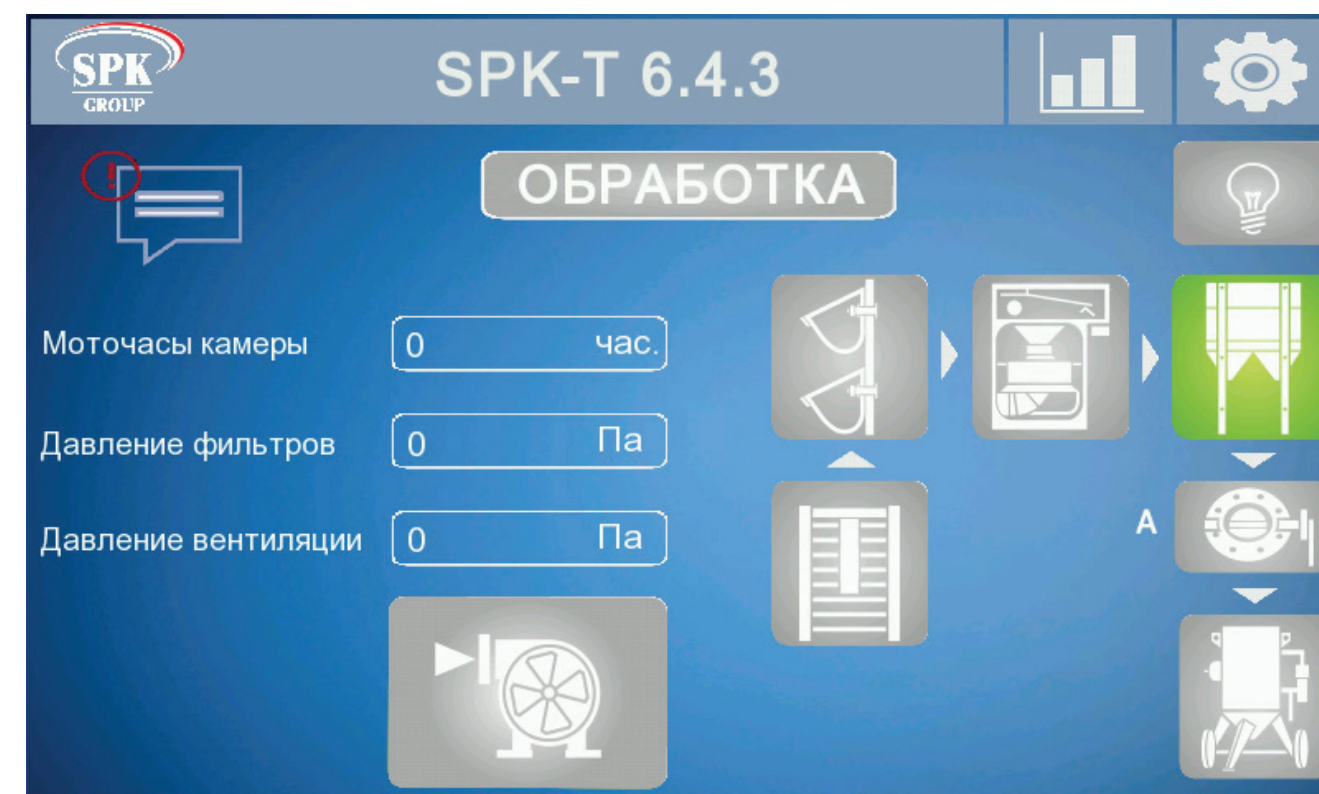 SPK
GROUP
SPK-T 6.4.3
!
ОБРАБОТКА
Моточасы камеры 0 час.
Давление фильтров 0 Па
Давление вентиляции 0 Па
А